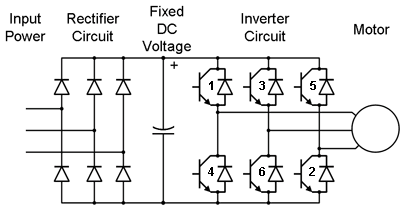 Input
Power
Rectifier
Circuit
Fixed
DC
Voltage
Inverter
Circuit
Motor
+
1
3
5
4
6
2